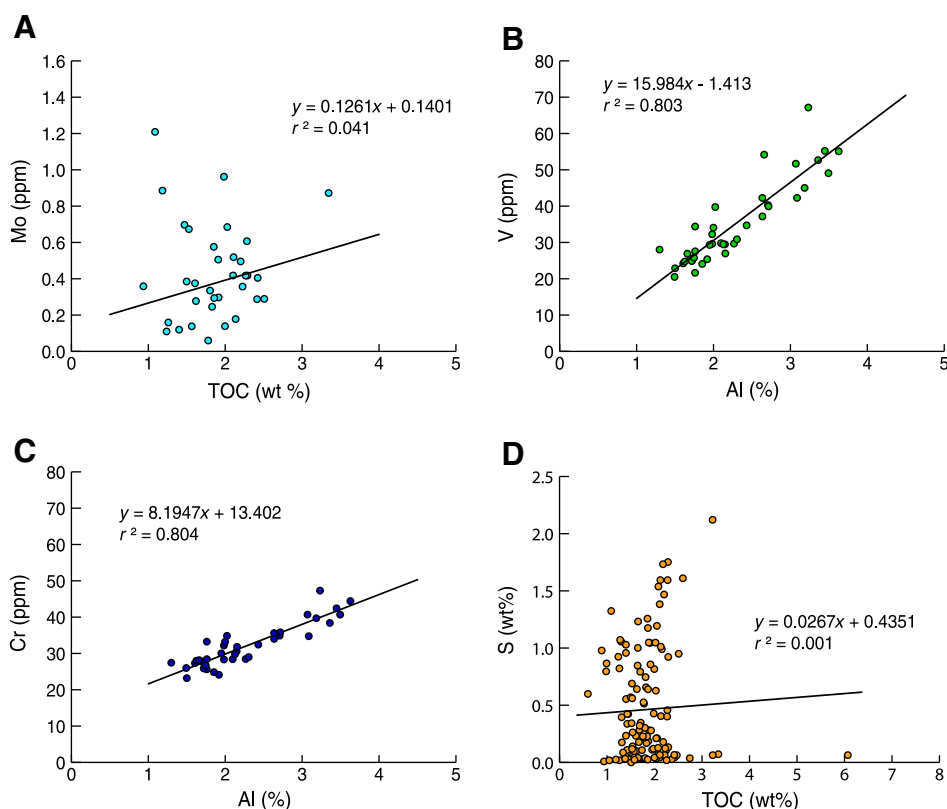 A
1.6
1.4
1.2
1.0
0.8
0.6
0.4
0.2
0.0
Mo (ppm)
y = 0.1261x + 0.1401
r ² = 0.041
0 1 2 3 4 5
TOC (wt %)
B
80
70
60
50
40
30
20
10
0
V (ppm)
y = 15.984x - 1.413
r ² = 0.803
0 1 2 3 4 5
Al (%)
C
80
70
60
50
40
30
20
10
0
Cr (ppm)
y = 8.1947x + 13.402
r ² = 0.804
0 1 2 3 4 5
Al (%)
D
2.5
2.0
1.5
1.0
0.5
0.0
S (wt%)
y = 0.0267x + 0.4351
r ² = 0.001
0 1 2 3 4 5 6 7 8
TOC (wt%)